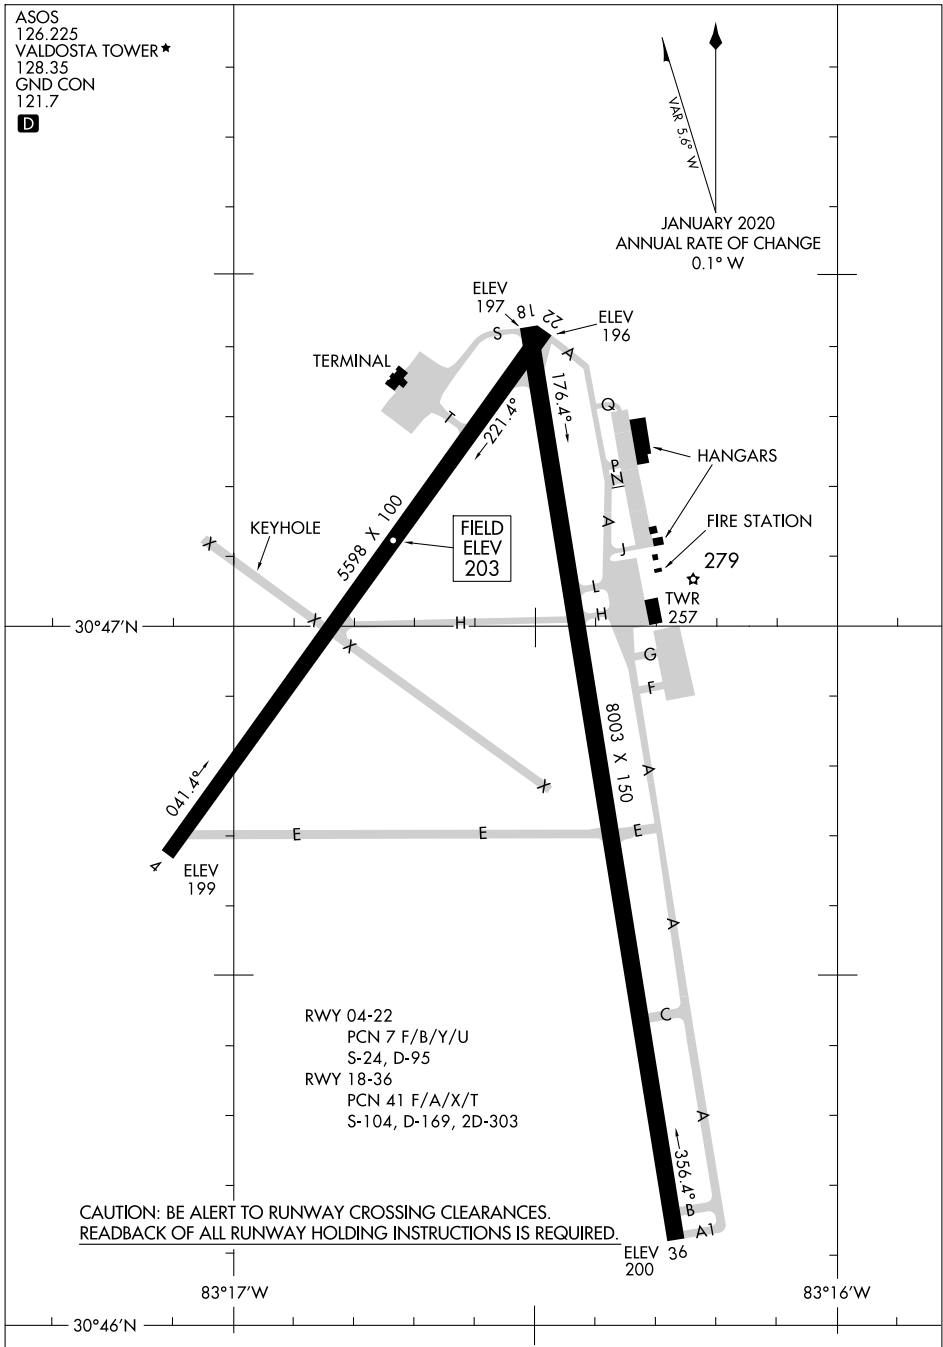 ASOS
126.225
VALDOSTA TOWER★
128.35
GND CON
121.7
D
VAR 5.6° W
JANUARY 2020
ANNUAL RATE OF CHANGE
0.1° W
ELEV
197
18
22
ELEV
196
S
A
TERMINAL
T
221.4°
176.4°
Q
P
N
HANGARS
A
FIRE STATION
J
279
5598 X 100
FIELD
ELEV
203
KEYHOLE
X
L
TWR
257
X
H
H
30°47'N
X
G
F
8003 X 150
A
X
041.4°
E
E
E
4
ELEV
199
A
RWY 04-22
PCN 7 F/B/Y/U
S-24, D-95
RWY 18-36
PCN 41 F/A/X/T
S-104, D-169, 2D-303
C
A
356.4°
B
A1
CAUTION: BE ALERT TO RUNWAY CROSSING CLEARANCES.
READBACK OF ALL RUNWAY HOLDING INSTRUCTIONS IS REQUIRED.
ELEV
200
36
83°17'W
83°16'W
30°46'N